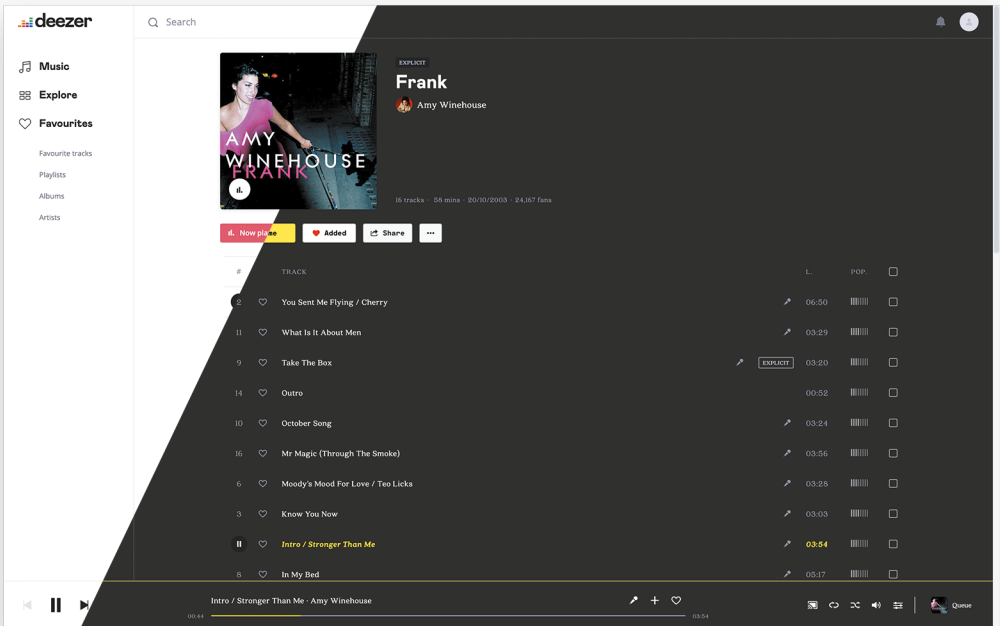 deezer
Search
Music
Explore
Favourites
Favourite tracks
Playlists
Albums
Artists
AMY
WINEHOUSE
FRANK
EXPLICIT
Frank
Amy Winehouse
16 tracks · 58 mins · 20/10/2003 · 24,167 fans
Added
Share
# TRACK L. POP.
2 You Sent Me Flying / Cherry 06:50
11 What Is It About Men 03:29
9 Take The Box EXPLICIT 03:20
14 Outro 00:52
10 October Song 03:24
16 Mr Magic (Through The Smoke) 03:56
6 Moody's Mood For Love / Teo Licks 03:28
3 Know You Now 03:03
Intro / Stronger Than Me 03:54
8 In My Bed 05:17
Intro / Stronger Than Me · Amy Winehouse
00:44 03:54
Queue